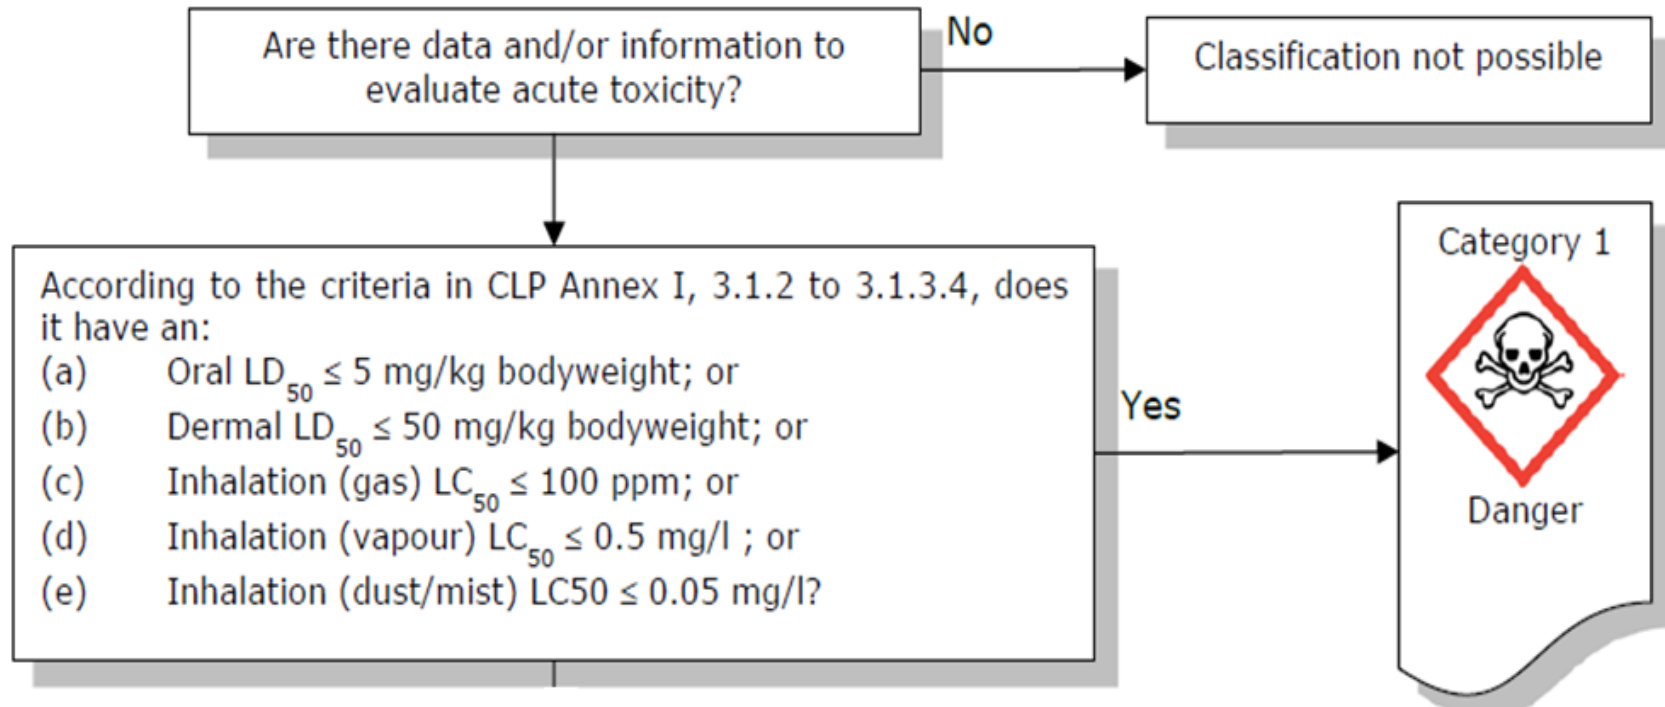 Are there data and/or information to
evaluate acute toxicity?
No
Classification not possible
According to the criteria in CLP Annex I, 3.1.2 to 3.1.3.4, does
it have an:
(a) Oral LD50 ≤ 5 mg/kg bodyweight; or
(b) Dermal LD50 ≤ 50 mg/kg bodyweight; or
(c) Inhalation (gas) LC50 ≤ 100 ppm; or
(d) Inhalation (vapour) LC50 ≤ 0.5 mg/l ; or
(e) Inhalation (dust/mist) LC50 ≤ 0.05 mg/l?
Yes
Category 1
Danger